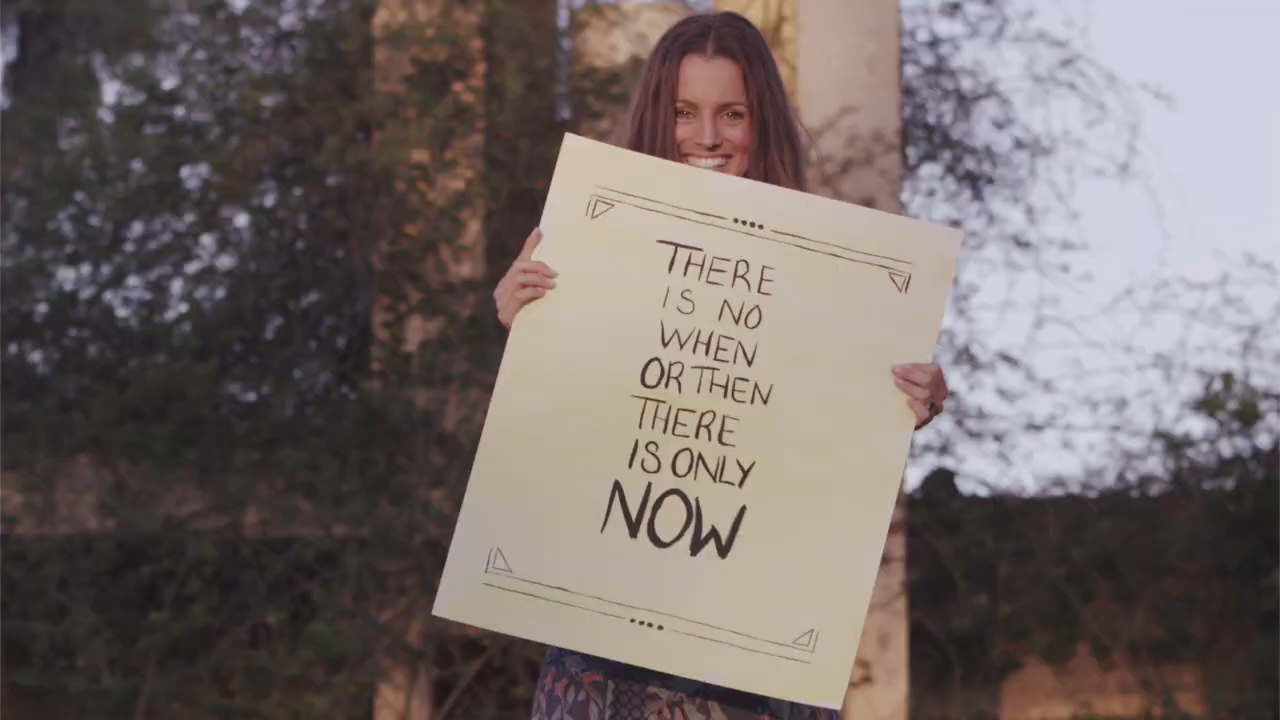 THERE
IS NO
WHEN
OR THEN
THERE
IS ONLY
NOW